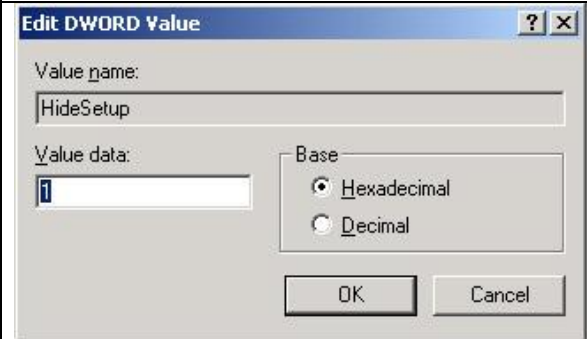 Edit DWORD Value
Value name:
HideSetup
Value data:
1
Base
Hexadecimal
Decimal
OK
Cancel